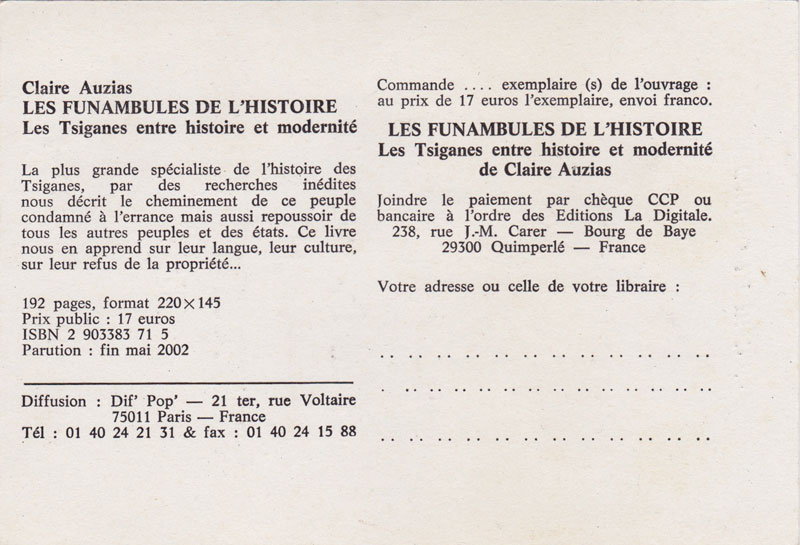 Claire Auzias
LES FUNAMBULES DE L'HISTOIRE
Les Tsiganes entre histoire et modernité
La plus grande spécialiste de l'histoire des
Tsiganes, par des recherches inédites
nous décrit le cheminement de ce peuple
condamné à l'errance mais aussi repoussoir de
tous les autres peuples et des états. Ce livre
nous en apprend sur leur langue, leur culture,
sur leur refus de la propriété...
192 pages, format 220×145
Prix public : 17 euros
ISBN 2 903383 71 5
Parution : fin mai 2002
Diffusion : Dif' Pop' — 21 ter, rue Voltaire
75011 Paris — France
Tél : 01 40 24 21 31 & fax : 01 40 24 15 88
Commande .... exemplaire (s) de l'ouvrage :
au prix de 17 euros l'exemplaire, envoi franco.
LES FUNAMBULES DE L'HISTOIRE
Les Tsiganes entre histoire et modernité
de Claire Auzias
Joindre le paiement par chèque CCP ou
bancaire à l'ordre des Editions La Digitale.
238, rue J.-M. Carer — Bourg de Baye
29300 Quimperlé — France
Votre adresse ou celle de votre libraire :